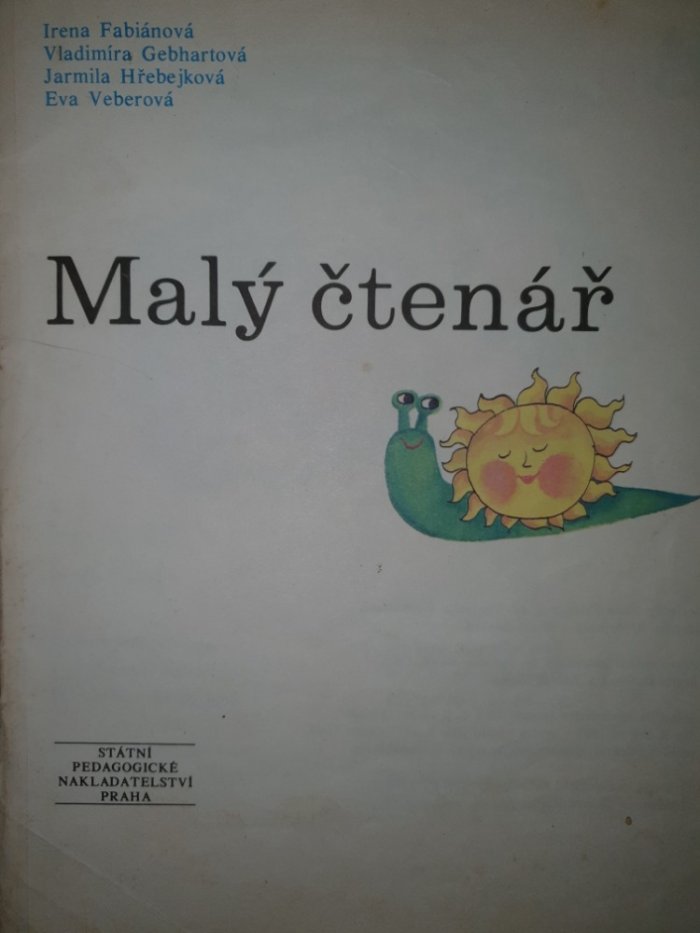 Irena Fabiánová
Vladimíra Gebhartová
Jarmila Hřebejková
Eva Veberová
Malý čtenář
STÁTNÍ
PEDAGOGICKÉ
NAKLADATELSTVÍ
PRAHA